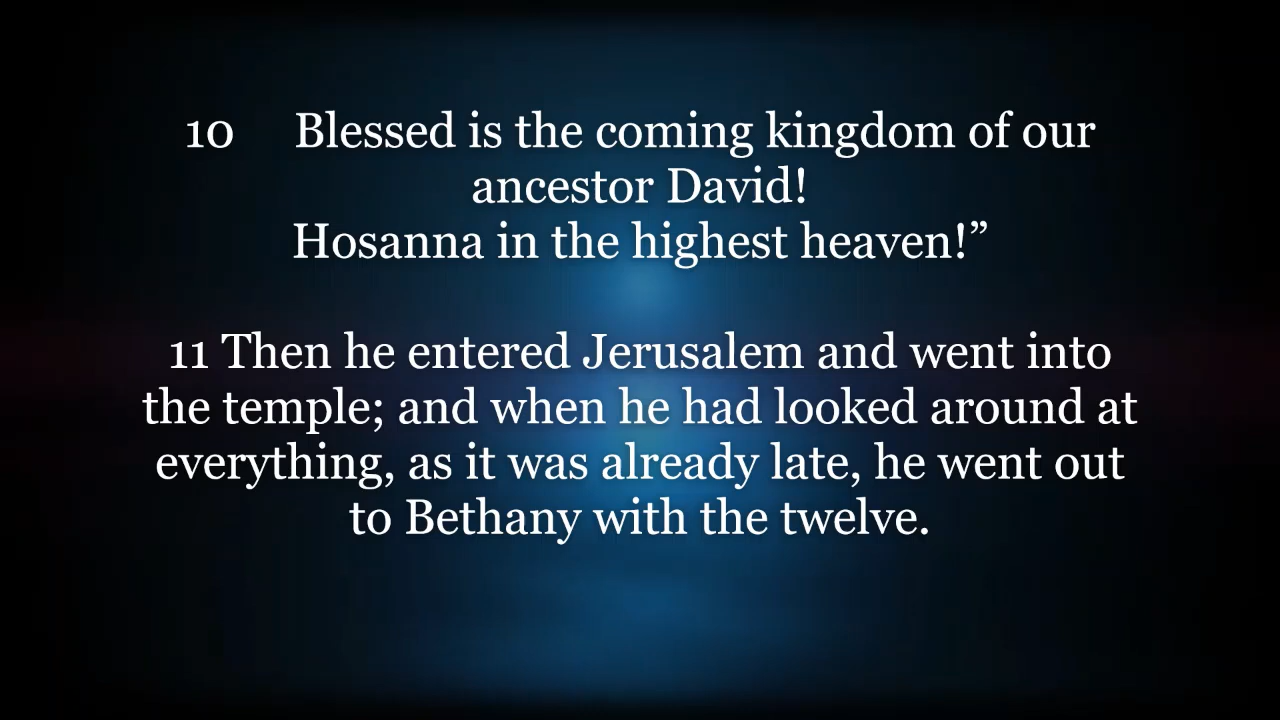 10 Blessed is the coming kingdom of our
ancestor David!
Hosanna in the highest heaven!”
11 Then he entered Jerusalem and went into
the temple; and when he had looked around at
everything, as it was already late, he went out
to Bethany with the twelve.